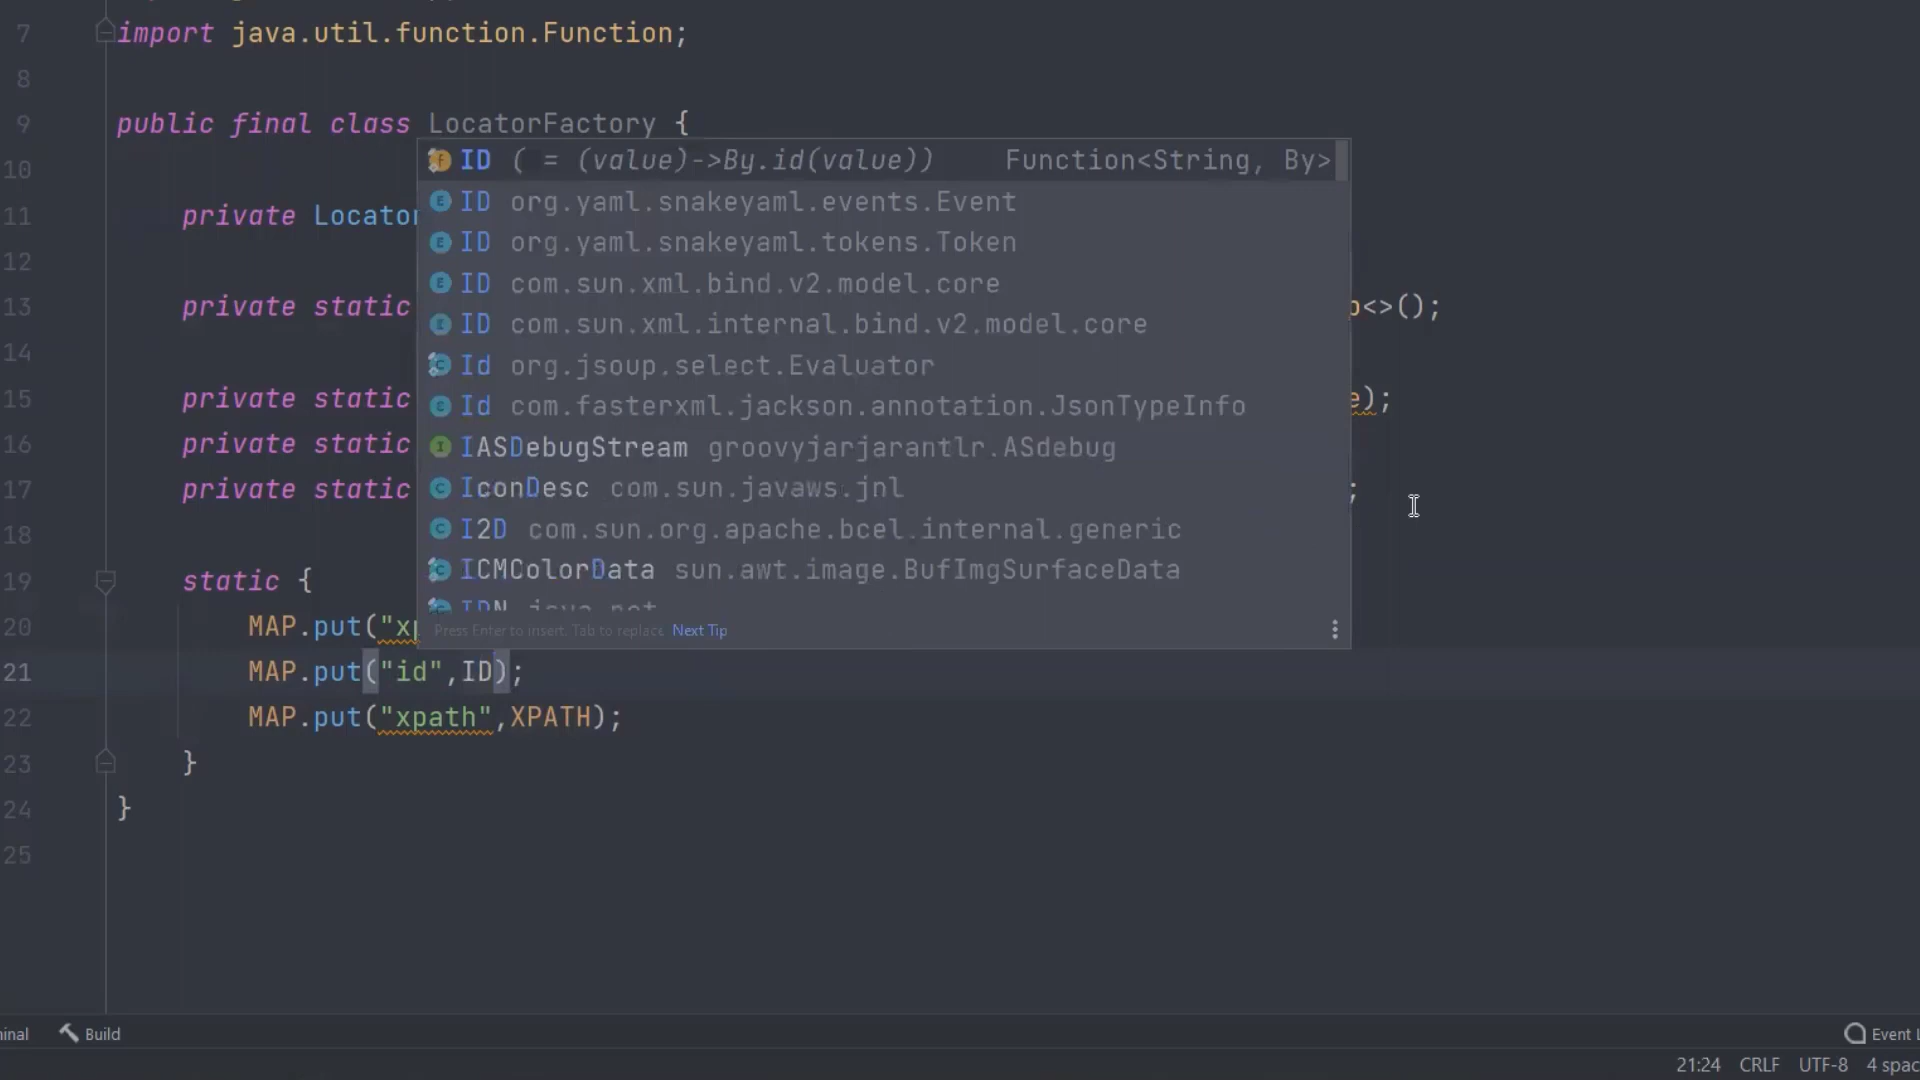 7 import java.util.function.Function;
8
9 public final class LocatorFactory {
10 ID ( = (value)->By.id(value)) Function<String, By>
ID org.yaml.snakeyaml.events.Event
11 private Locator
ID org.yaml.snakeyaml.tokens.Token
12
ID com.sun.xml.bind.v2.model.core
13 private static p<>();
ID com.sun.xml.internal.bind.v2.model.core
14
Id org.jsoup.select.Evaluator
15 private static e);
Id com.fasterxml.jackson.annotation.JsonTypeInfo
16 private static
IASDebugStream groovyjarjarantlr.ASdebug
17 private static ;
IconDesc com.sun.javaws.jnl
18
I2D com.sun.org.apache.bcel.internal.generic
19 static {
ICMColorData sun.awt.image.BufImgSurfaceData
IDN java.net
20 MAP.put("xp
Press Enter to insert, Tab to replace Next Tip
21 MAP.put("id",ID);
22 MAP.put("xpath",XPATH);
23 }
24 }
25
inal Build Event L
21:24 CRLF UTF-8 4 spac